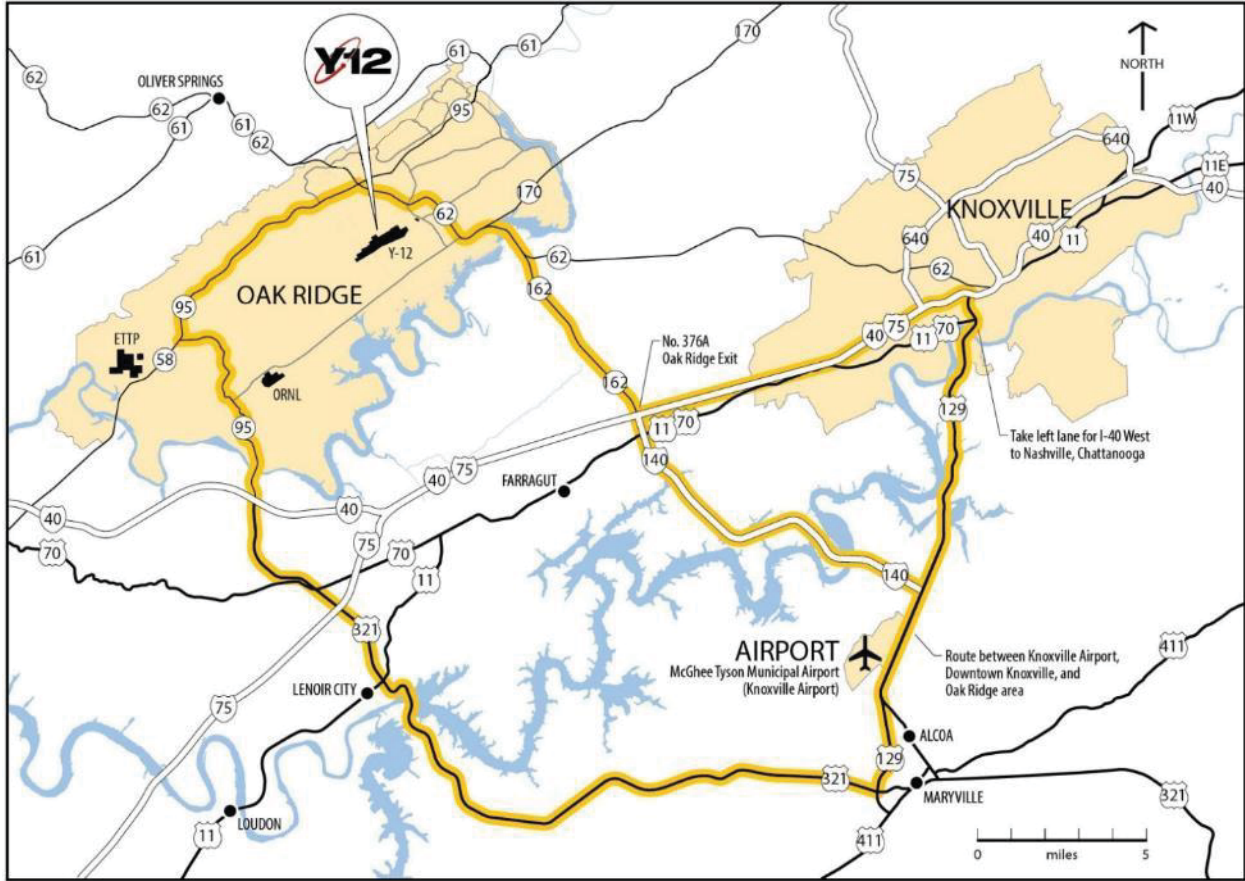 Y-12
61
61
170
NORTH
62
OLIVER SPRINGS
62
61
61
62
95
11W
640
11E
75
40
170
KNOXVILLE
62
Y-12
40
11
640
61
62
62
OAK RIDGE
162
95
75
40
70
11
No. 376A
Oak Ridge Exit
ETTP
58
ORNL
162
129
95
11
70
Take left lane for I-40 West
to Nashville, Chattanooga
140
75
40
FARRAGUT
40
40
75
70
70
11
140
321
AIRPORT
McGhee Tyson Municipal Airport
(Knoxville Airport)
Route between Knoxville Airport,
Downtown Knoxville, and
Oak Ridge area
411
LENOIR CITY
75
ALCOA
129
321
MARYVILLE
321
LOUDON
11
411
0 miles 5